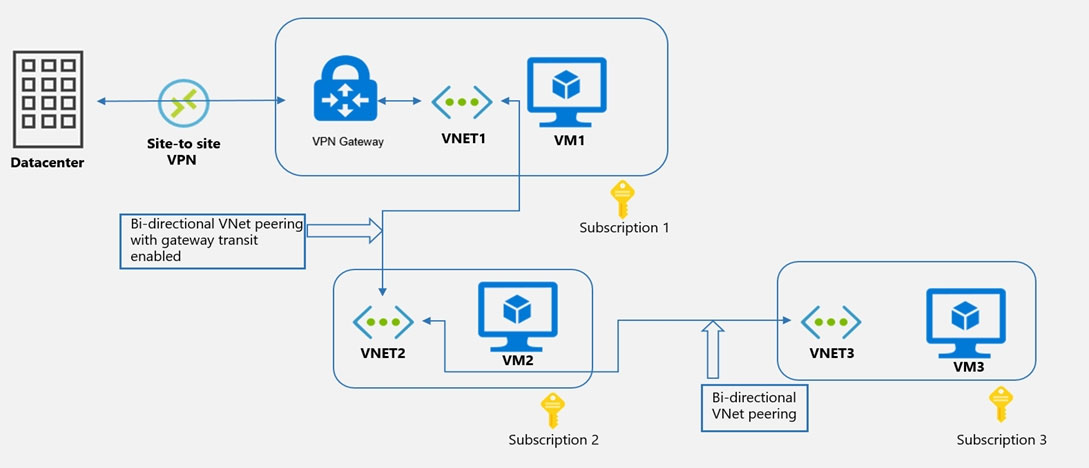 Datacenter
Site-to site
VPN
VPN Gateway
VNET1
VM1
Subscription 1
Bi-directional VNet peering
with gateway transit
enabled
VNET2
VM2
Subscription 2
Bi-directional
VNet peering
VNET3
VM3
Subscription 3